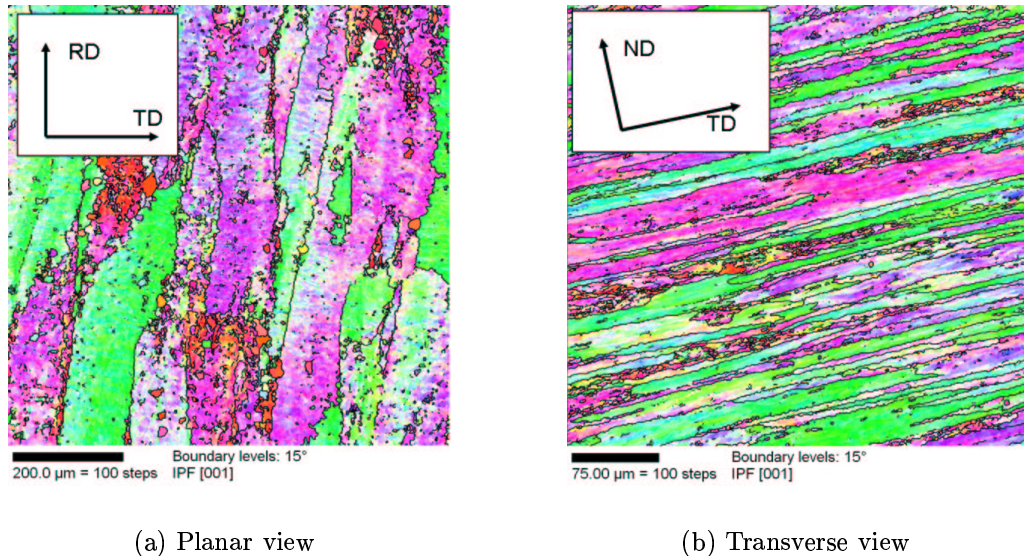 RD
TD
200.0 µm = 100 steps
Boundary levels: 15°
IPF [001]
(a) Planar view
ND
TD
75.00 µm = 100 steps
Boundary levels: 15°
IPF [001]
(b) Transverse view